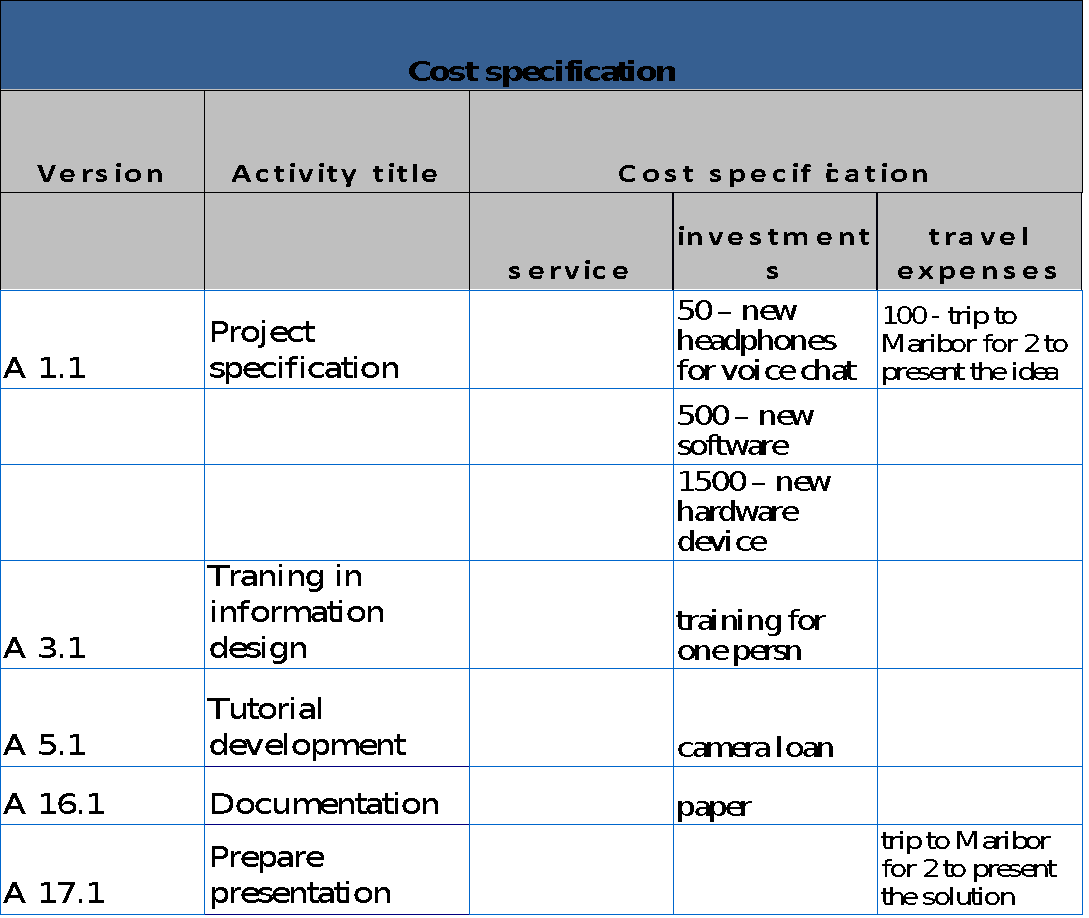 Cost specification
Version Activity title Cost specification
service investment
s travel
expenses
A 1.1 Project
specification 50 – new
headphones
for voice chat 100 - trip to
Maribor for 2 to
present the idea
500 – new
software
1500 – new
hardware
device
A 3.1 Traning in
information
design training for
one persn
A 5.1 Tutorial
development camera loan
A 16.1 Documentation paper
A 17.1 Prepare
presentation trip to Maribor
for 2 to present
the solution